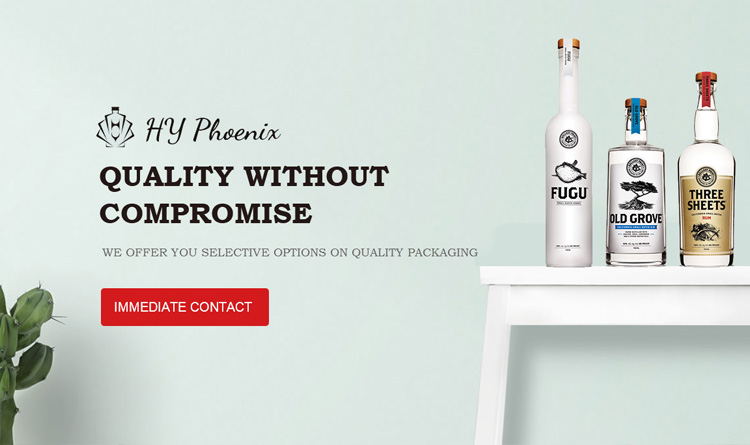 HY Phoenix
QUALITY WITHOUT
COMPROMISE
WE OFFER YOU SELECTIVE OPTIONS ON QUALITY PACKAGING
IMMEDIATE CONTACT
FUGU
OLD GROVE
THREE
SHEETS
RUM